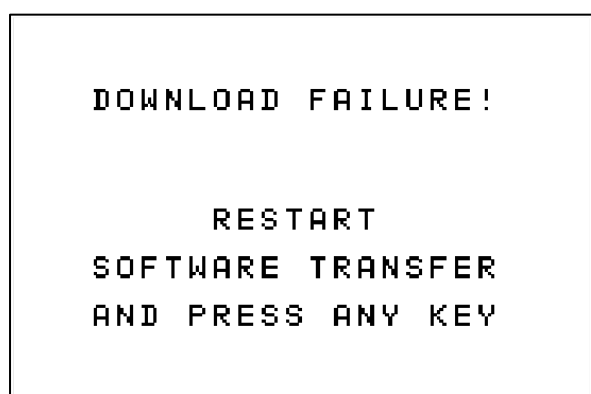 DOWNLOAD FAILURE!
RESTART
SOFTWARE TRANSFER
AND PRESS ANY KEY